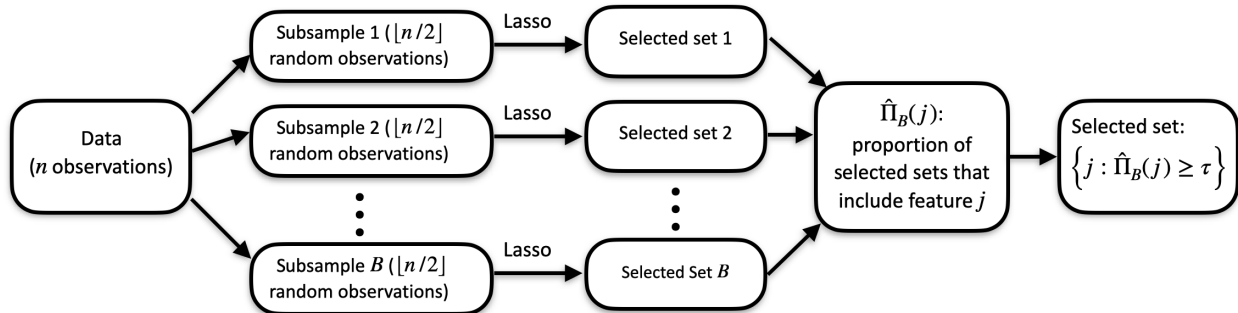 Data
(n observations)
Subsample 1 (⌊n/2⌋
random observations)
Lasso
Selected set 1
Subsample 2 (⌊n/2⌋
random observations)
Lasso
Selected set 2
Subsample B (⌊n/2⌋
random observations)
Lasso
Selected Set B
Π̂_B(j):
proportion of
selected sets that
include feature j
Selected set:
{j : Π̂_B(j) ≥ τ}